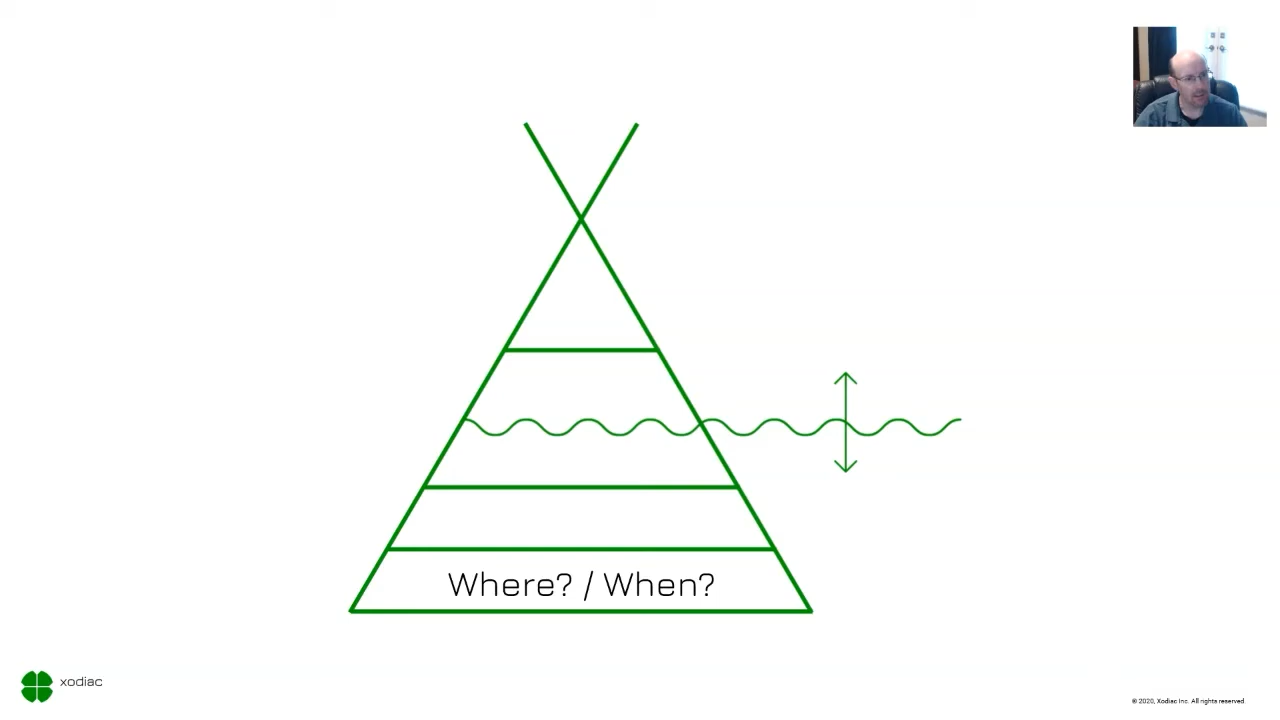 Where? / When?
xodiac
© 2020, Xodiac Inc. All rights reserved.